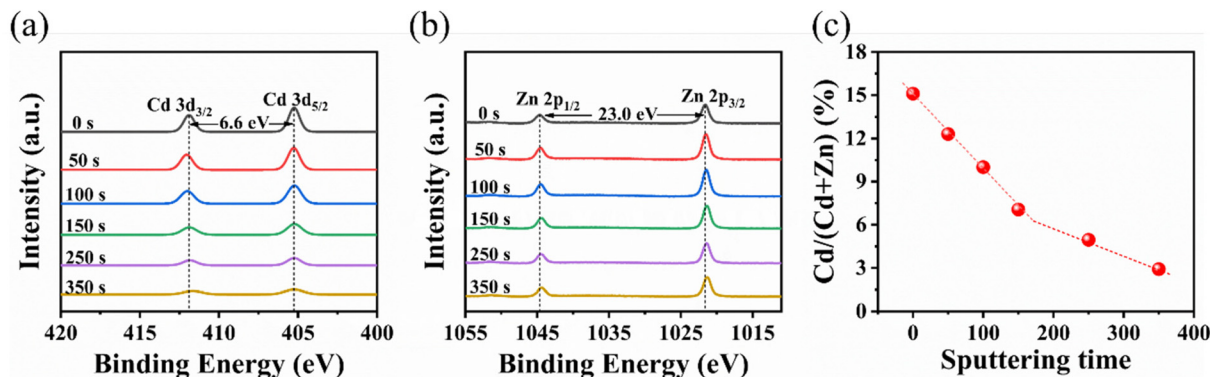 (a)
Intensity (a.u.)
Cd 3d3/2
Cd 3d5/2
6.6 eV
0 s
50 s
100 s
150 s
250 s
350 s
420 415 410 405 400
Binding Energy (eV)
(b)
Intensity (a.u.)
Zn 2p1/2
Zn 2p3/2
23.0 eV
0 s
50 s
100 s
150 s
250 s
350 s
1055 1045 1035 1025 1015
Binding Energy (eV)
(c)
Cd/(Cd+Zn) (%)
18
15
12
9
6
3
0
0 100 200 300 400
Sputtering time